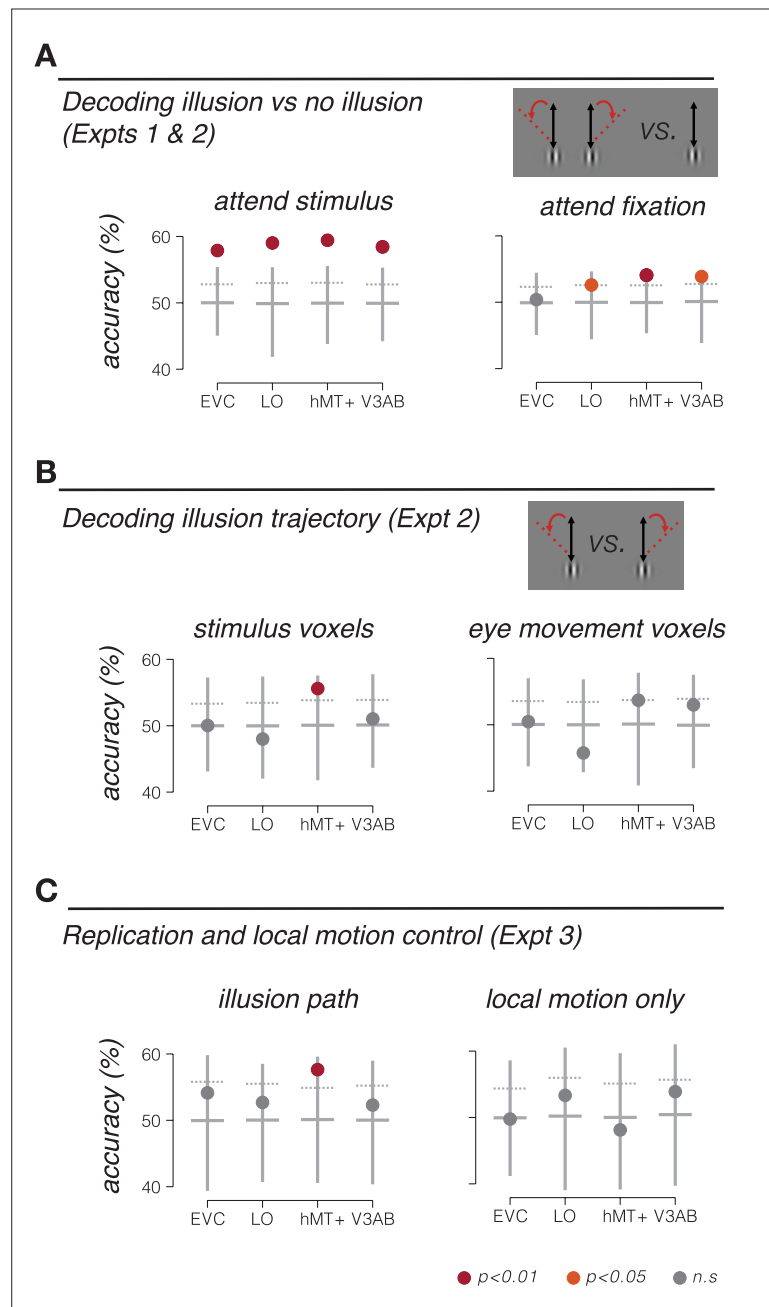 A
Decoding illusion vs no illusion
(Expts 1 & 2)
VS.
attend stimulus
attend fixation
accuracy (%)
60
50
40
EVC LO hMT+ V3AB
EVC LO hMT+ V3AB
B
Decoding illusion trajectory (Expt 2)
VS.
stimulus voxels
eye movement voxels
accuracy (%)
60
50
40
EVC LO hMT+ V3AB
EVC LO hMT+ V3AB
C
Replication and local motion control (Expt 3)
illusion path
local motion only
accuracy (%)
60
50
40
EVC LO hMT+ V3AB
EVC LO hMT+ V3AB
p<0.01 p<0.05 n.s